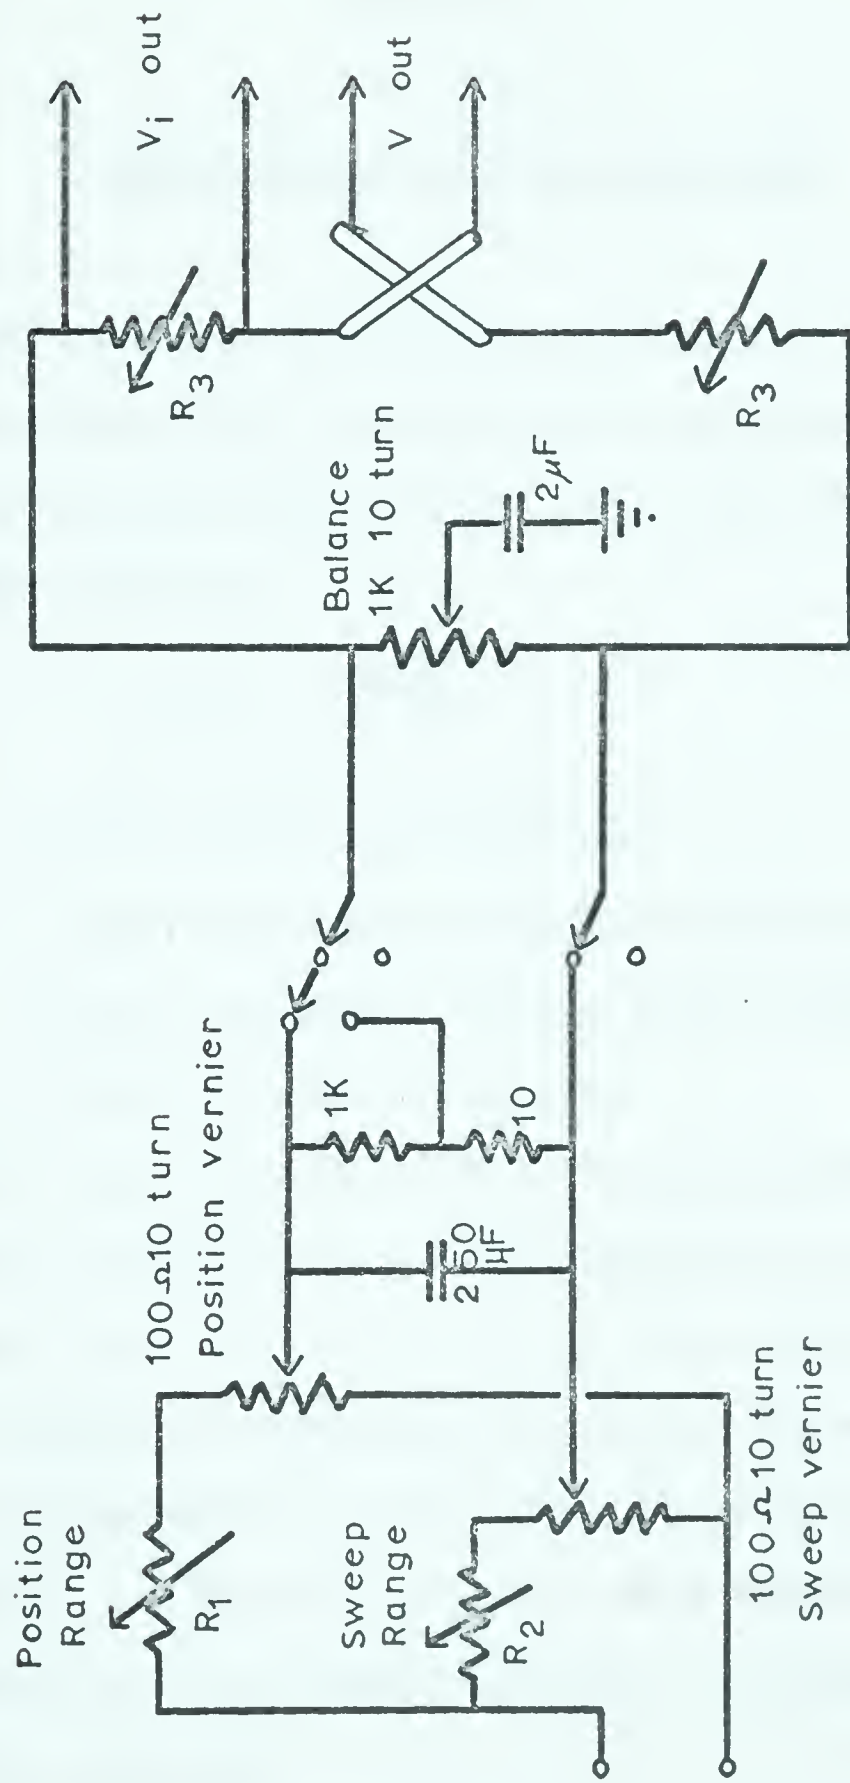 Position
Range
R1
Sweep
Range
R2
100Ω 10 turn
Position vernier
100Ω 10 turn
Sweep vernier
250
µF
1K
10
Balance
1K 10 turn
2µF
R3
R3
Vi out
V out